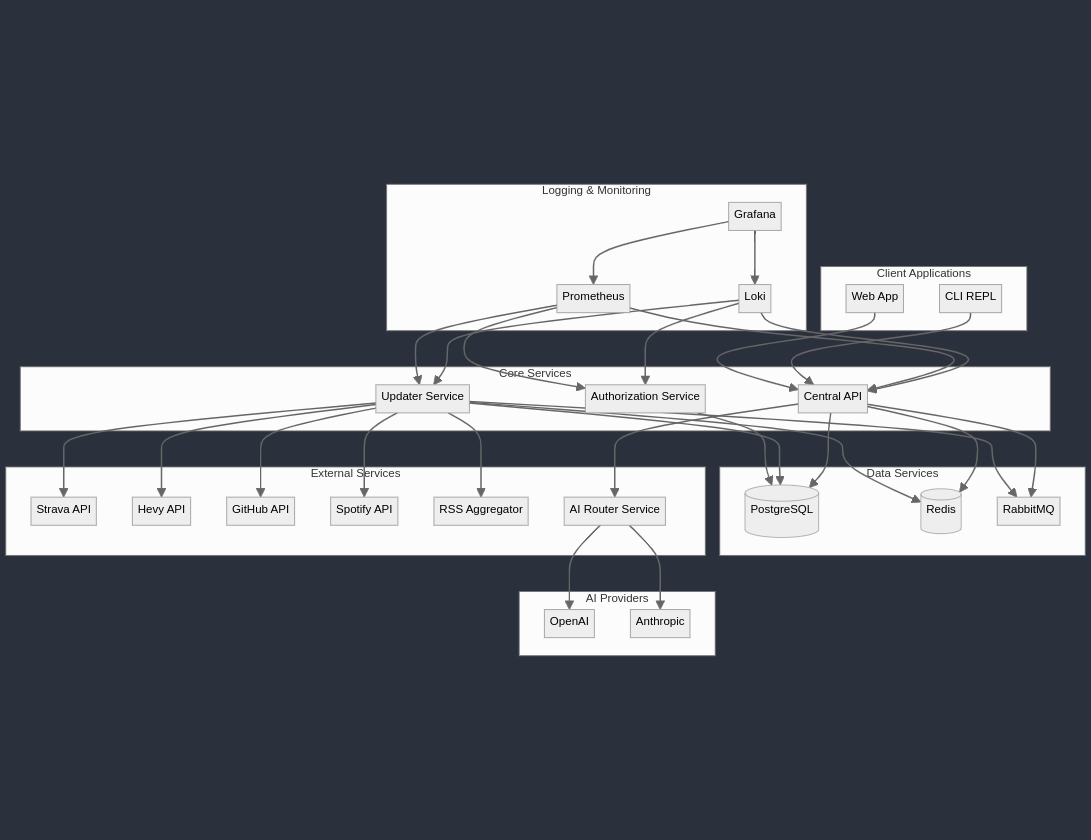 Logging & Monitoring
Grafana
Client Applications
Prometheus
Loki
Web App
CLI REPL
Core Services
Updater Service
Authorization Service
Central API
External Services
Data Services
Strava API
Hevy API
GitHub API
Spotify API
RSS Aggregator
AI Router Service
PostgreSQL
Redis
RabbitMQ
AI Providers
OpenAI
Anthropic